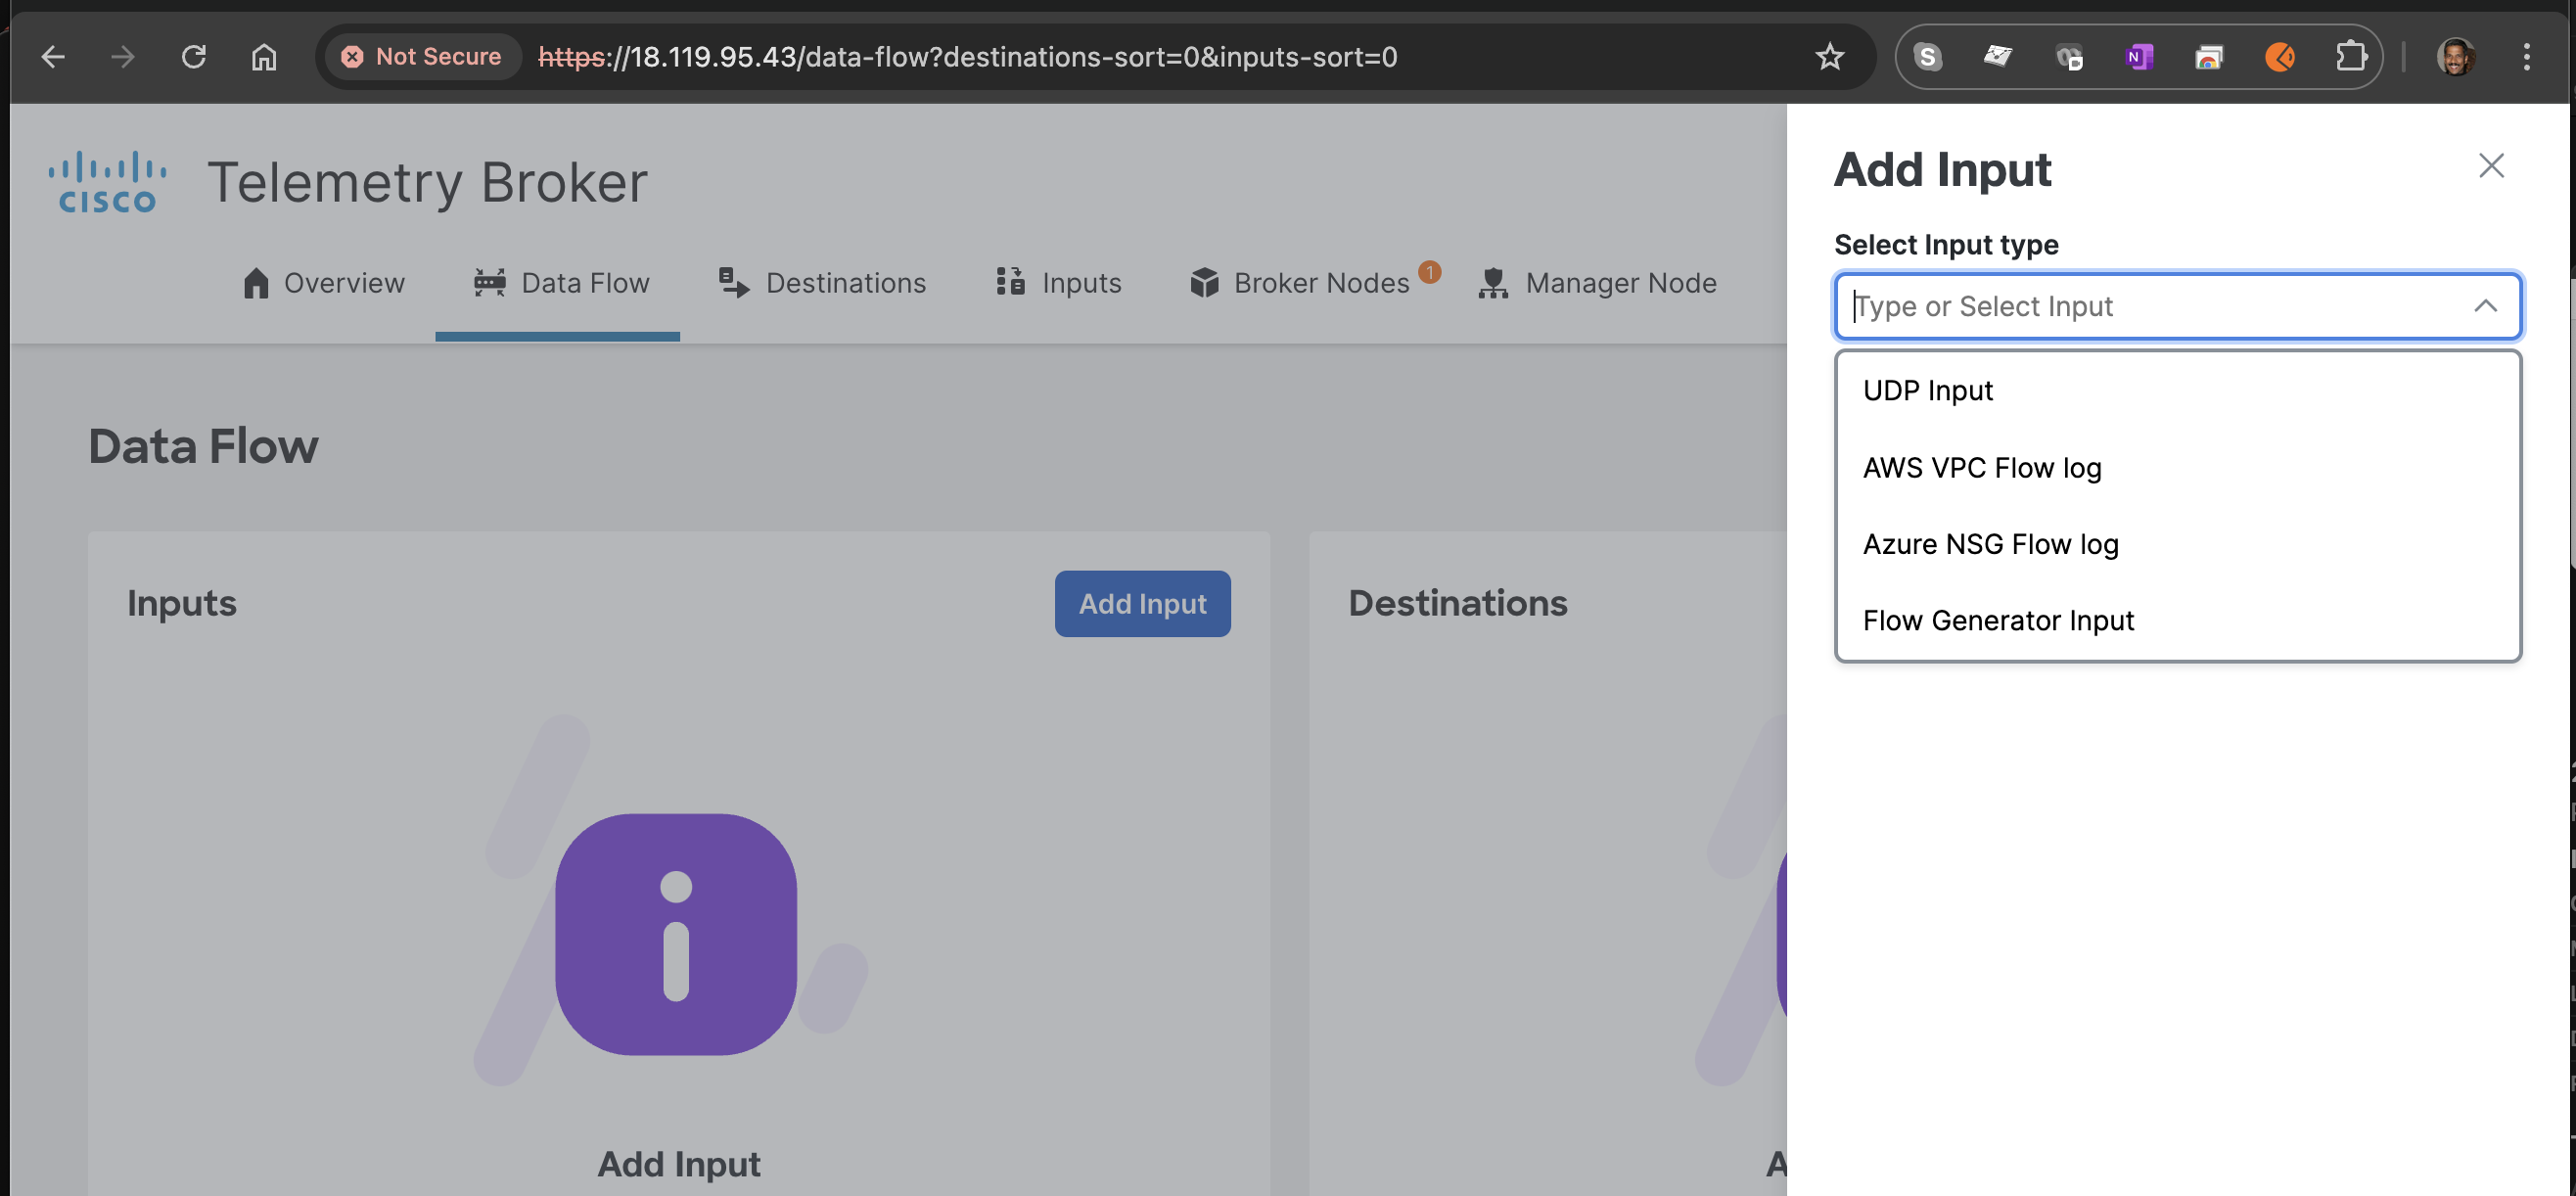 Not Secure https://18.119.95.43/data-flow?destinations-sort=0&inputs-sort=0
CISCO Telemetry Broker
Overview Data Flow Destinations Inputs Broker Nodes 1 Manager Node
Data Flow
Inputs Add Input
Add Input
Destinations
Add Input
Select Input type
Type or Select Input
UDP Input
AWS VPC Flow log
Azure NSG Flow log
Flow Generator Input